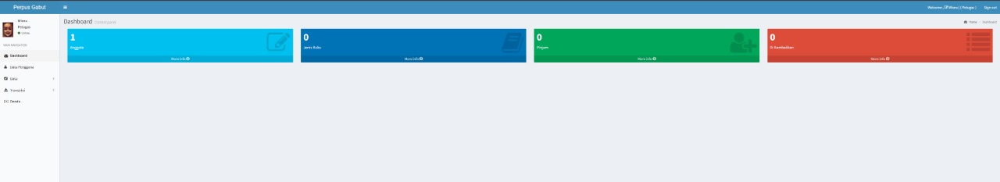 Perpus Gabut
Welcome, Wisnu | ( Petugas )
Sign out
Wisnu
Petugas
Online
MAIN NAVIGATION
Dashboard
Data Pengguna
Data
Transaksi
Denda
Dashboard Control panel
Home > Dashboard
1
Anggota
More info
0
Jenis Buku
More info
0
Pinjam
More info
0
Di Kembalikan
More info